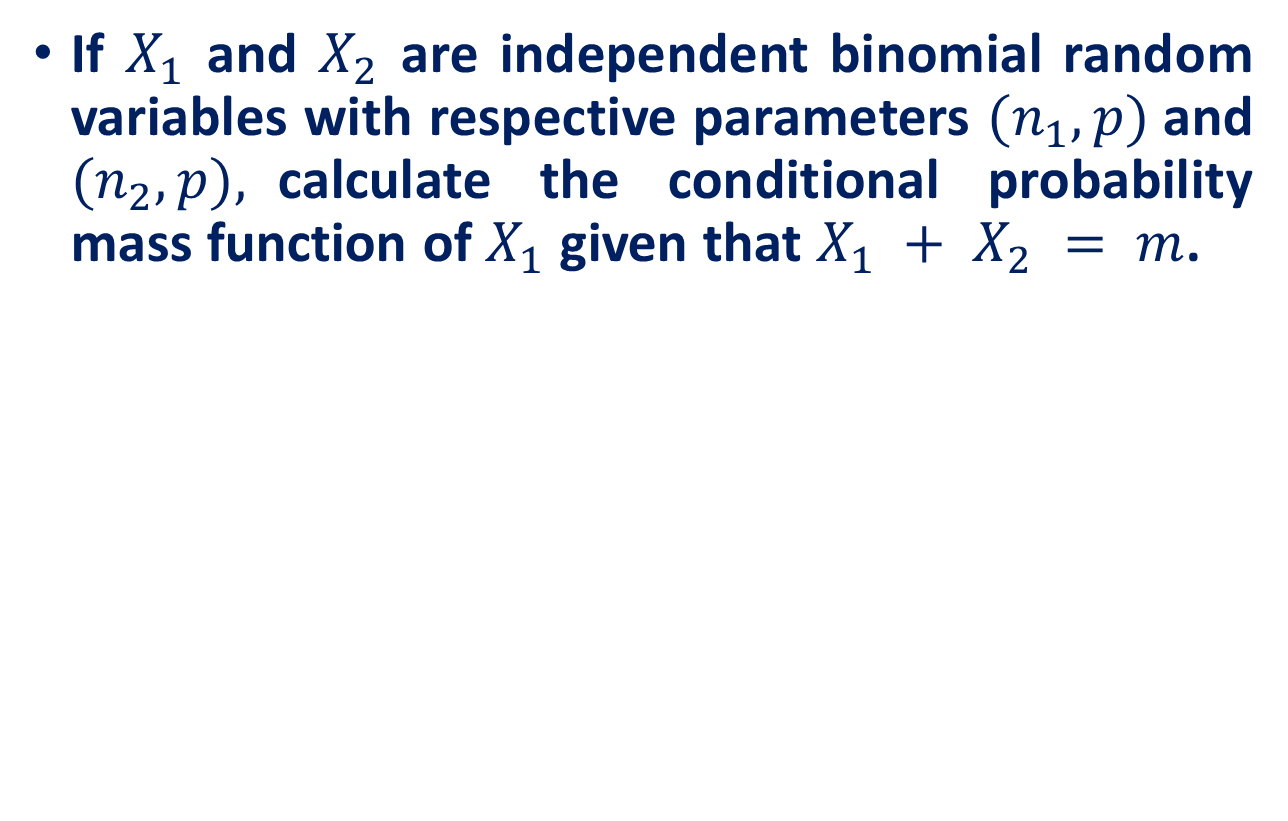 • If 𝑋₁ and 𝑋₂ are independent binomial random
variables with respective parameters (𝑛₁, 𝑝) and
(𝑛₂, 𝑝), calculate the conditional probability
mass function of 𝑋₁ given that 𝑋₁ + 𝑋₂ = 𝑚.